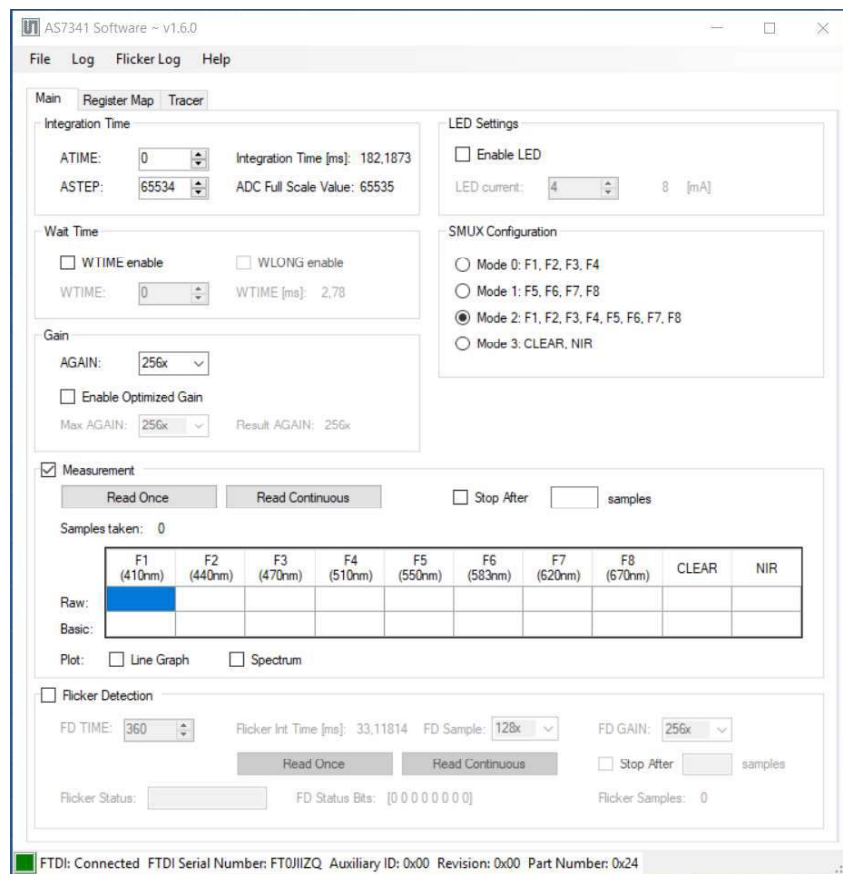 AS7341 Software ~ v1.6.0
File Log Flicker Log Help
Main Register Map Tracer
Integration Time
ATIME: 0 Integration Time [ms]: 182,1873
ASTEP: 65534 ADC Full Scale Value: 65535
LED Settings
Enable LED
LED current: 4 8 [mA]
Wait Time
WTIME enable WLONG enable
WTIME: 0 WTIME [ms]: 2,78
SMUX Configuration
Mode 0: F1, F2, F3, F4
Mode 1: F5, F6, F7, F8
Mode 2: F1, F2, F3, F4, F5, F6, F7, F8
Mode 3: CLEAR, NIR
Gain
AGAIN: 256x
Enable Optimized Gain
Max AGAIN: 256x Result AGAIN: 256x
Measurement
Read Once Read Continuous Stop After samples
Samples taken: 0
F1 F2 F3 F4 F5 F6 F7 F8 CLEAR NIR
(410nm) (440nm) (470nm) (510nm) (550nm) (583nm) (620nm) (670nm)
Raw:
Basic:
Plot: Line Graph Spectrum
Flicker Detection
FD TIME: 360 Flicker Int Time [ms]: 33,11814 FD Sample: 128x FD GAIN: 256x
Read Once Read Continuous Stop After samples
Flicker Status: FD Status Bits: [0 0 0 0 0 0 0 0] Flicker Samples: 0
FTDI: Connected FTDI Serial Number: FT0JIIZQ Auxiliary ID: 0x00 Revision: 0x00 Part Number: 0x24